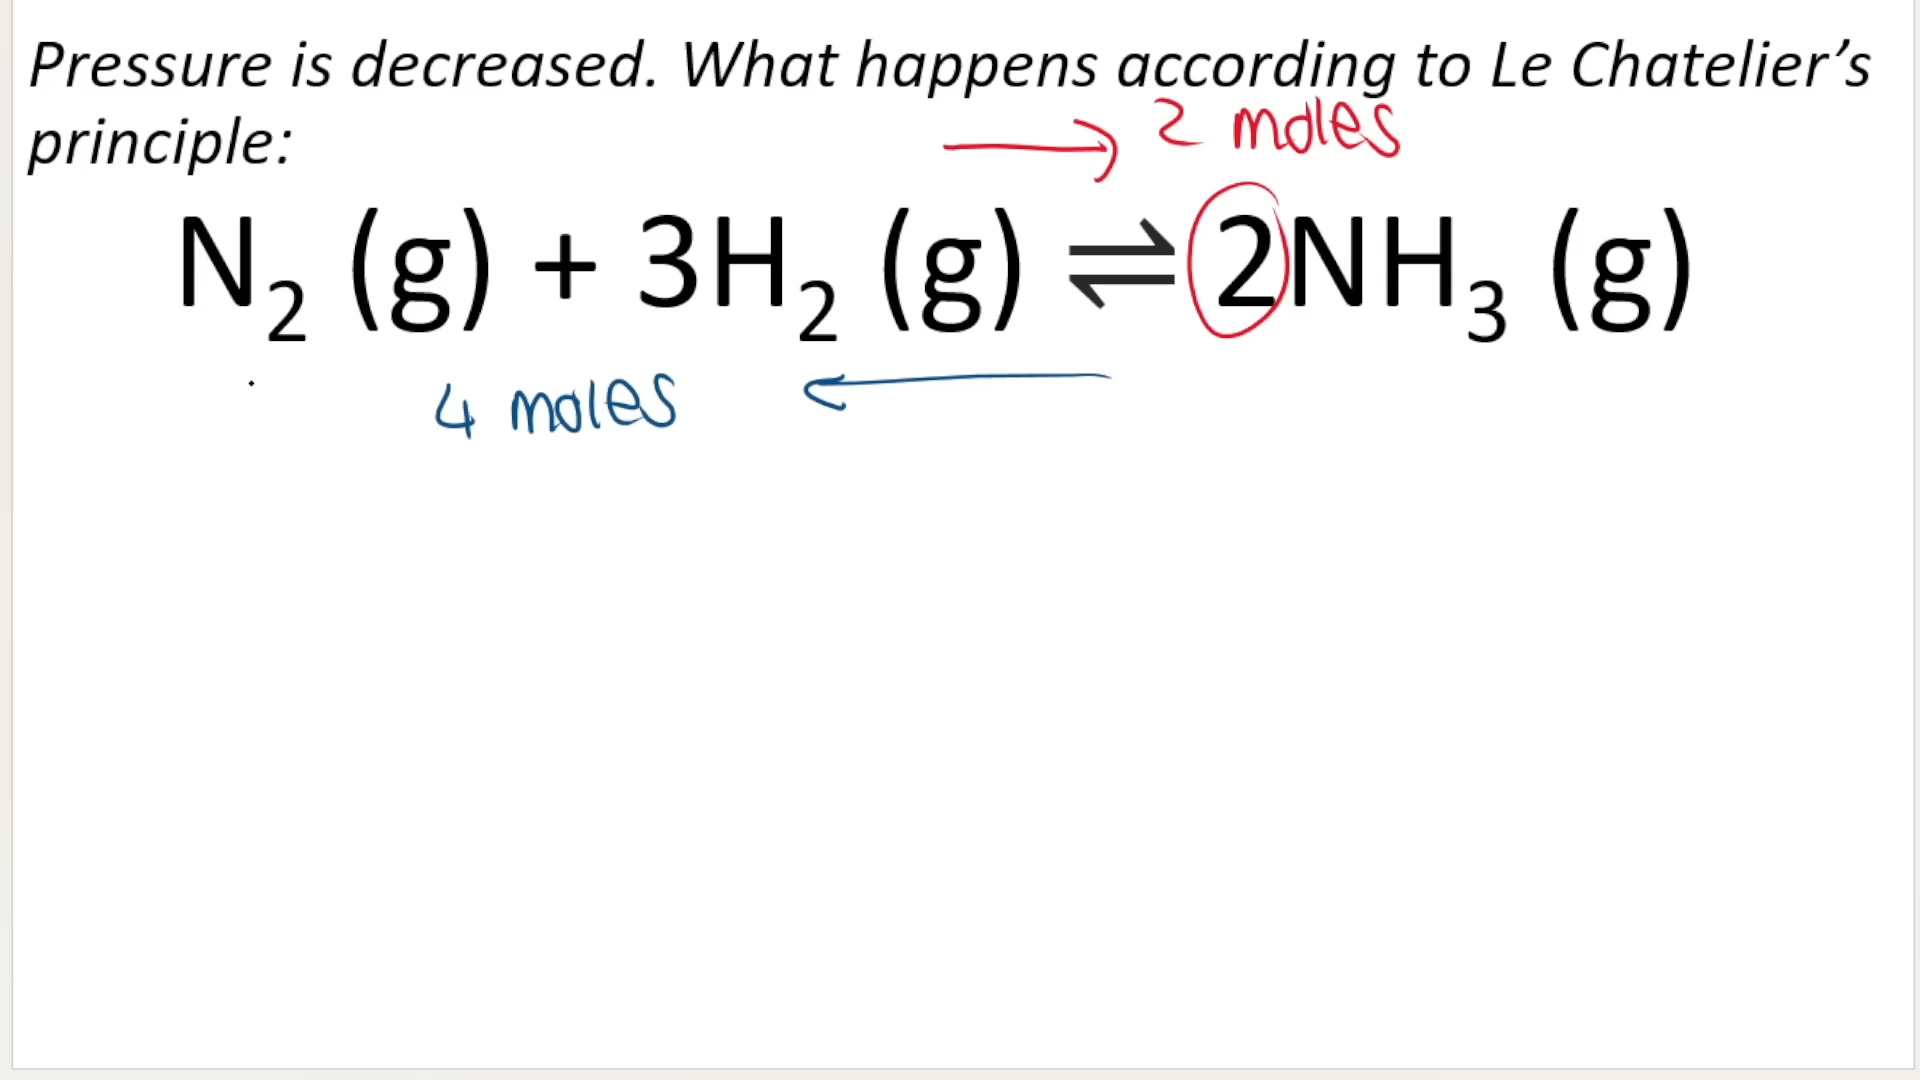 Pressure is decreased. What happens according to Le Chatelier’s
principle:
2 moles
N₂ (g) + 3H₂ (g) ⇌ 2NH₃ (g)
4 moles